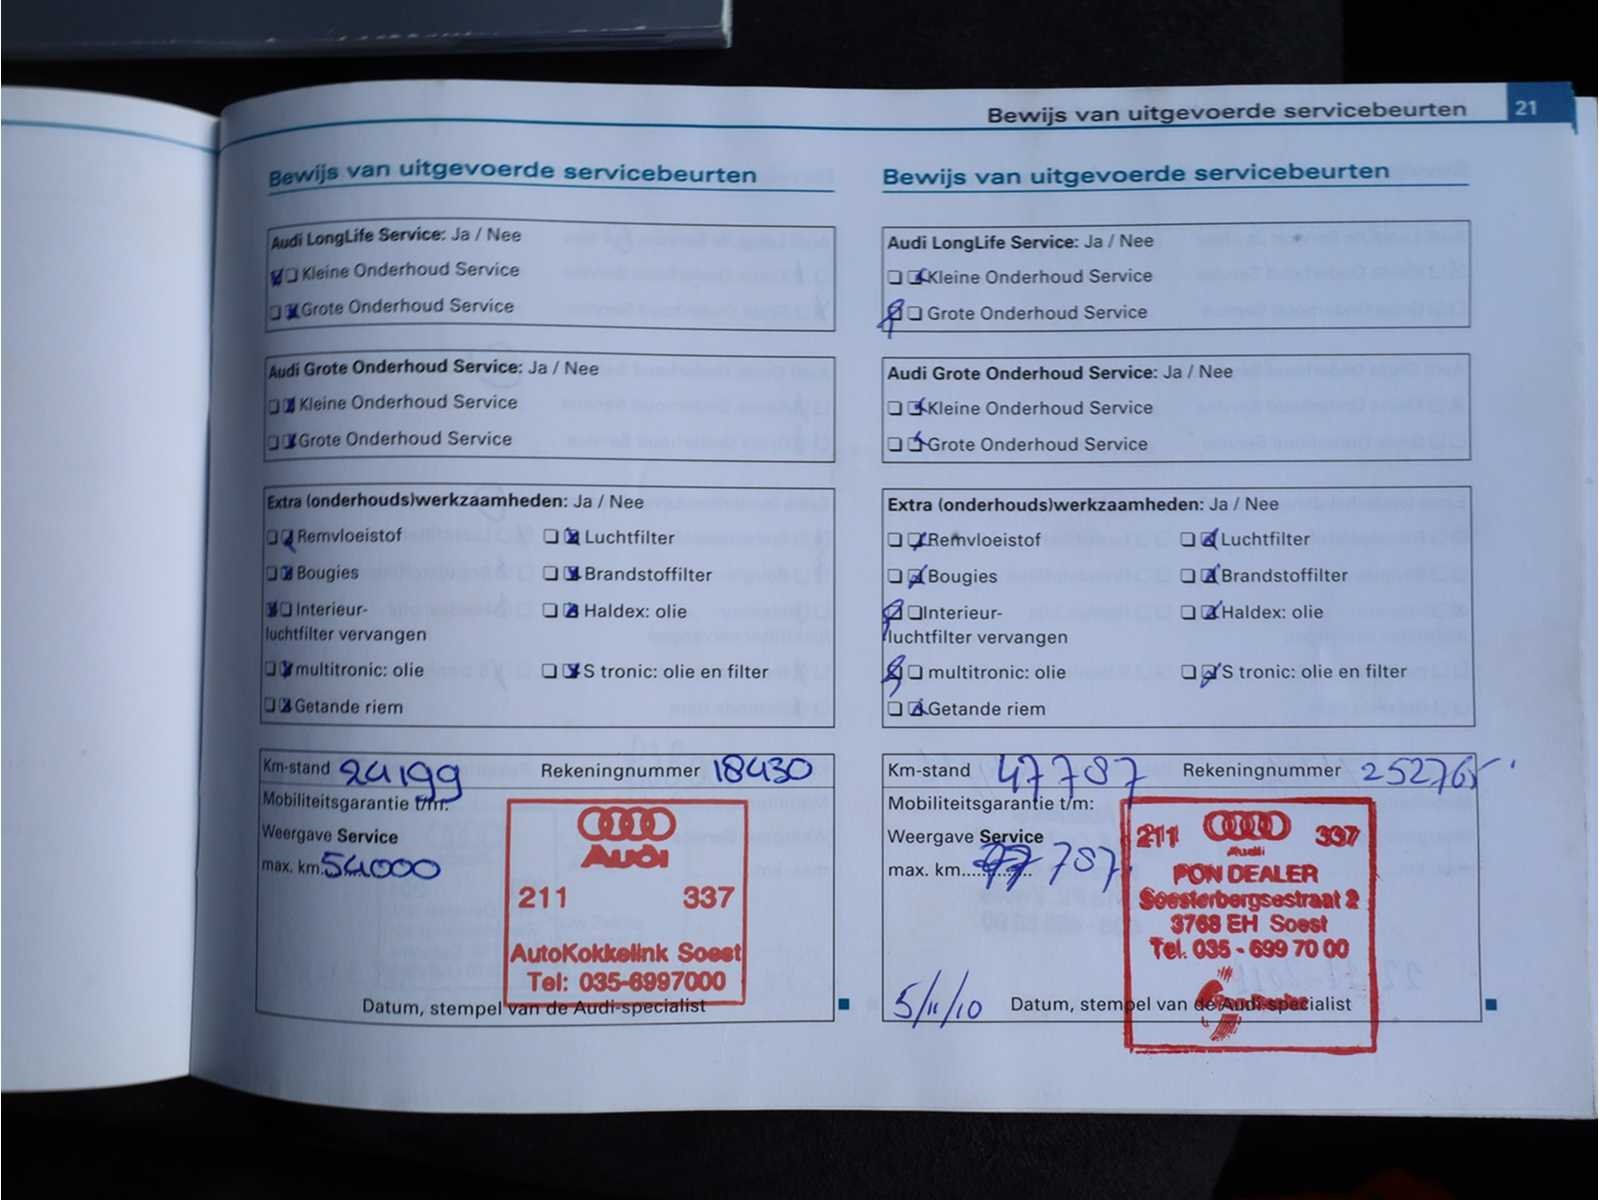 Bewijs van uitgevoerde servicebeurten 21
Bewijs van uitgevoerde servicebeurten
Audi LongLife Service: Ja / Nee
Kleine Onderhoud Service
Grote Onderhoud Service
Audi Grote Onderhoud Service: Ja / Nee
Kleine Onderhoud Service
Grote Onderhoud Service
Extra (onderhouds)werkzaamheden: Ja / Nee
Remvloeistof Luchtfilter
Bougies Brandstoffilter
Interieur- Haldex: olie
luchtfilter vervangen
multitronic: olie S tronic: olie en filter
Getande riem
Km-stand 24199 Rekeningnummer 18430
Mobiliteitsgarantie t/m:
Weergave Service
max. km. 54000
Audi
211 337
AutoKokkelink Soest
Tel: 035-6997000
Datum, stempel van de Audi-specialist
Bewijs van uitgevoerde servicebeurten
Audi LongLife Service: Ja / Nee
Kleine Onderhoud Service
Grote Onderhoud Service
Audi Grote Onderhoud Service: Ja / Nee
Kleine Onderhoud Service
Grote Onderhoud Service
Extra (onderhouds)werkzaamheden: Ja / Nee
Remvloeistof Luchtfilter
Bougies Brandstoffilter
Interieur- Haldex: olie
luchtfilter vervangen
multitronic: olie S tronic: olie en filter
Getande riem
Km-stand 47787 Rekeningnummer 252765
Mobiliteitsgarantie t/m:
Weergave Service
max. km............. 77787
211 Audi 337
PON DEALER
Soesterbergsestraat 2
3768 EH Soest
Tel. 035 - 699 70 00
5/11/10 Datum, stempel van de Audi-specialist